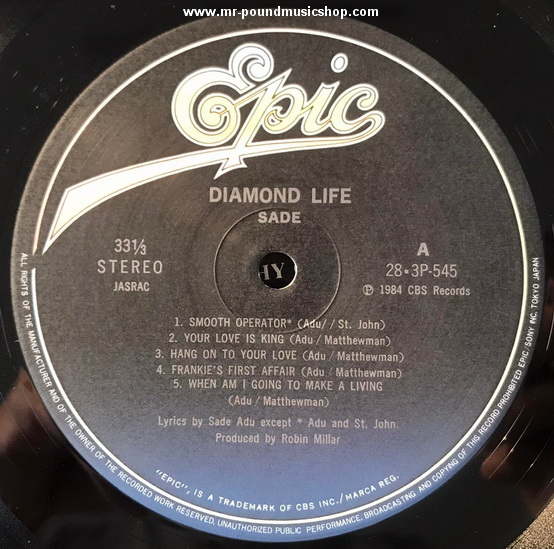 www.mr-poundmusicshop.com
Epic
DIAMOND LIFE
SADE
33⅓
STEREO
JASRAC
A
28•3P-545
Ⓟ 1984 CBS Records
HY
1. SMOOTH OPERATOR* (Adu // St. John)
2. YOUR LOVE IS KING (Adu / Matthewman)
3. HANG ON TO YOUR LOVE (Adu / Matthewman)
4. FRANKIE'S FIRST AFFAIR (Adu / Matthewman)
5. WHEN AM I GOING TO MAKE A LIVING
(Adu / Matthewman)
Lyrics by Sade Adu except * Adu and St. John.
Produced by Robin Millar
"EPIC", IS A TRADEMARK OF CBS INC./MARCA REG.
ALL RIGHTS OF THE MANUFACTURER AND OF THE OWNER OF THE RECORDED WORK RESERVED, UNAUTHORIZED PUBLIC PERFORMANCE, BROADCASTING AND COPYING OF THIS RECORD PROHIBITED EPIC/SONY INC. TOKYO JAPAN